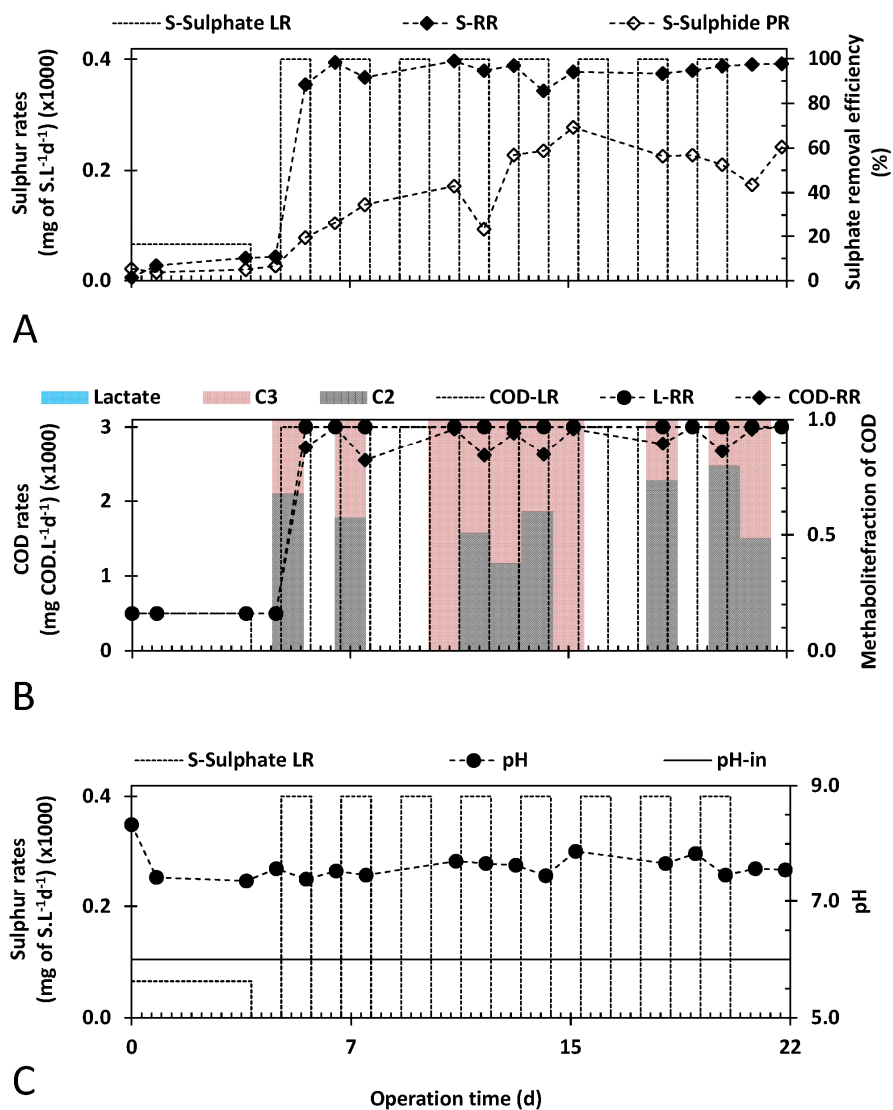 S-Sulphate LR S-RR S-Sulphide PR
0.4 100
80
60
0.2
40
20
0.0 0
Sulphur rates
(mg of S.L⁻¹d⁻¹) (x1000)
Sulphate removal efficiency
(%)
A
Lactate C3 C2 COD-LR L-RR COD-RR
3 1.0
2
0.5
1
0 0.0
COD rates
(mg COD.L⁻¹d⁻¹) (x1000)
Methabolitefraction of COD
7 15 22
B
S-Sulphate LR pH pH-in
0.4 9.0
0.2 7.0
0.0 5.0
Sulphur rates
(mg of S.L⁻¹d⁻¹) (x1000)
pH
0 7 15 22
Operation time (d)
C